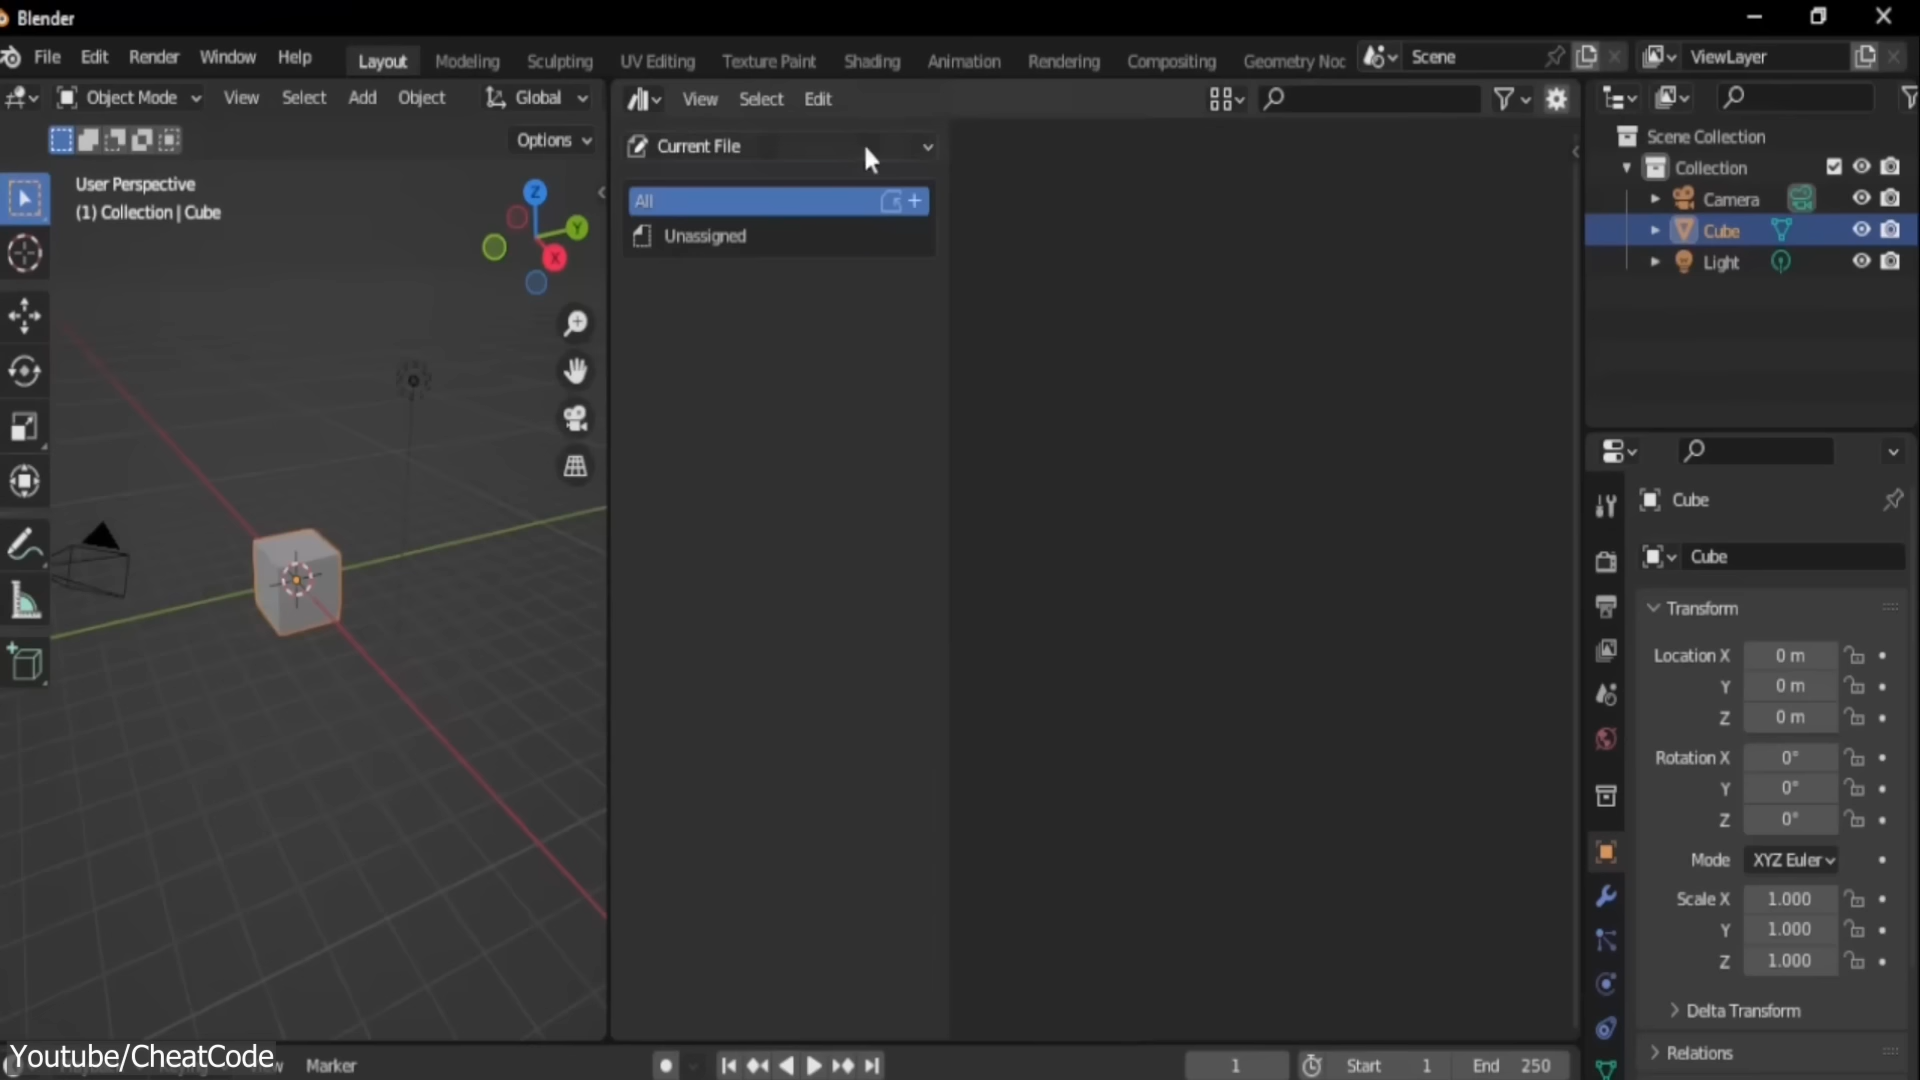 Blender
File Edit Render Window Help
Layout Modeling Sculpting UV Editing Texture Paint Shading Animation Rendering Compositing Geometry Noc
Scene
ViewLayer
Object Mode View Select Add Object Global
Options
User Perspective
(1) Collection | Cube
Z
Y
X
View Select Edit
Current File
All
Unassigned
Scene Collection
Collection
Camera
Cube
Light
Cube
Cube
Transform
Location X 0 m
Y 0 m
Z 0 m
Rotation X 0°
Y 0°
Z 0°
Mode XYZ Euler
Scale X 1.000
Y 1.000
Z 1.000
Delta Transform
Relations
Youtube/CheatCode
Marker
1 Start 1 End 250